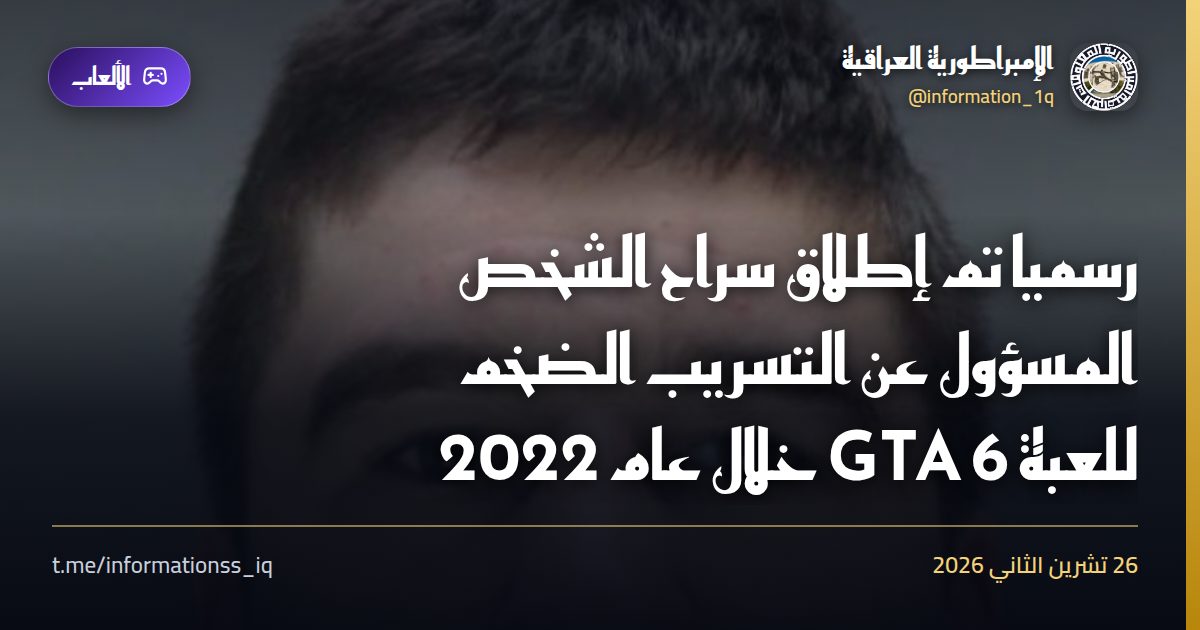 الإمبراطورية العراقية
@information_1q
الألعاب
رسميا تم إطلاق سراح الشخص
المسؤول عن التسريب الضخم
للعبة GTA 6 خلال عام 2022
26 تشرين الثاني 2026
t.me/informationss_iq